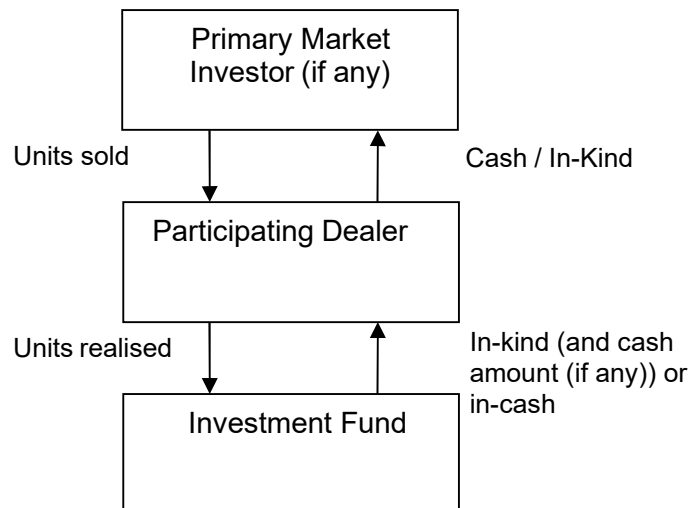 Primary Market
Investor (if any)
Units sold
Cash / In-Kind
Participating Dealer
Units realised
In-kind (and cash
amount (if any)) or
in-cash
Investment Fund